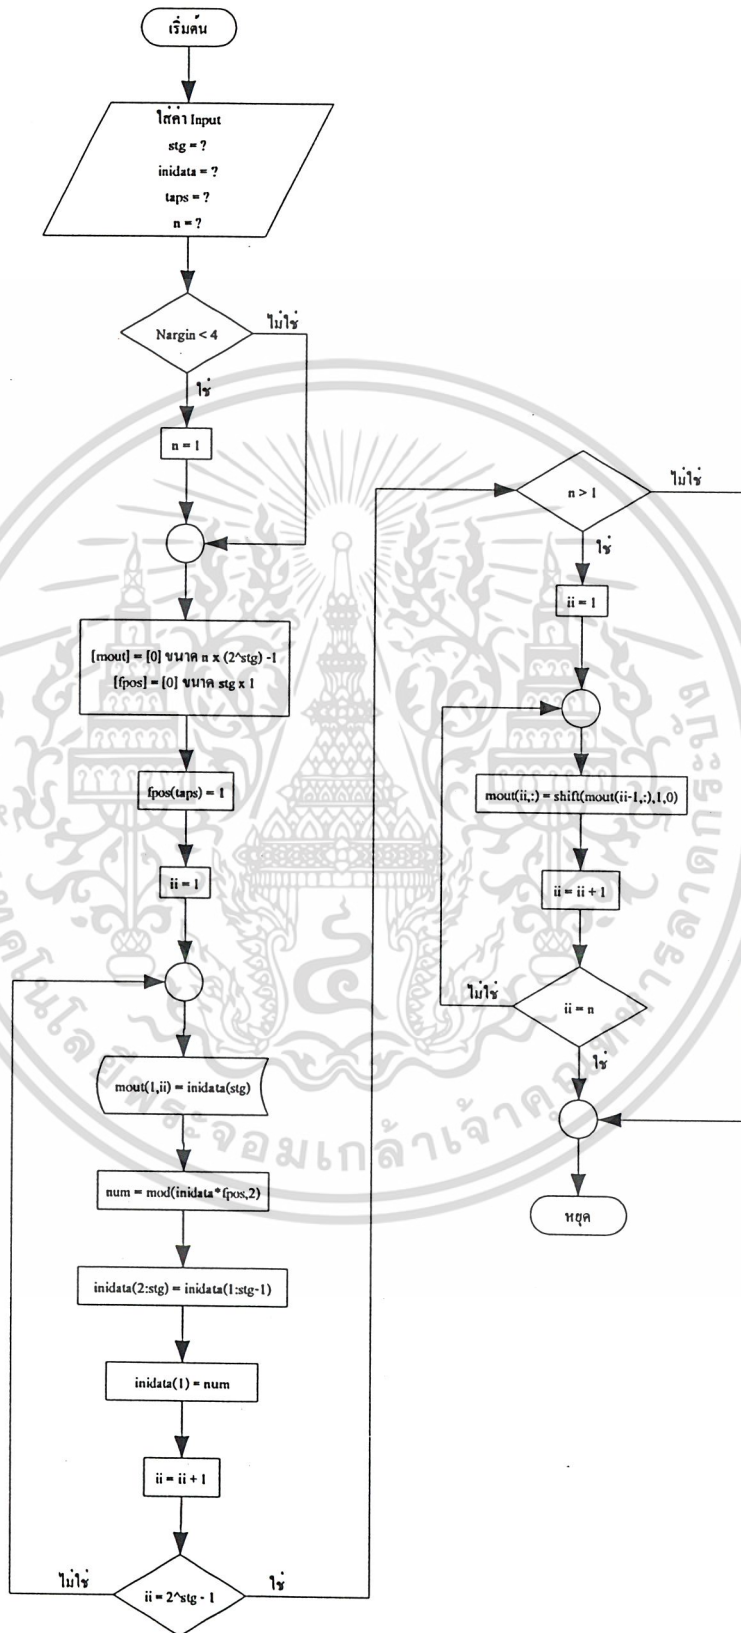 เริ่มต้น
ใส่ค่า Input
stg = ?
inidata = ?
taps = ?
n = ?
Nargin < 4
ไม่ใช่
ใช่
n = 1
[mout] = [0] ขนาด n x (2^stg) -1
[fpos] = [0] ขนาด stg x 1
fpos(taps) = 1
ii = 1
mout(1,ii) = inidata(stg)
num = mod(inidata*fpos,2)
inidata(2:stg) = inidata(1:stg-1)
inidata(1) = num
ii = ii + 1
ii = 2^stg - 1
ไม่ใช่
ใช่
n > 1
ไม่ใช่
ใช่
ii = 1
mout(ii,:) = shift(mout(ii-1,:),1,0)
ii = ii + 1
ii = n
ไม่ใช่
ใช่
หยุด